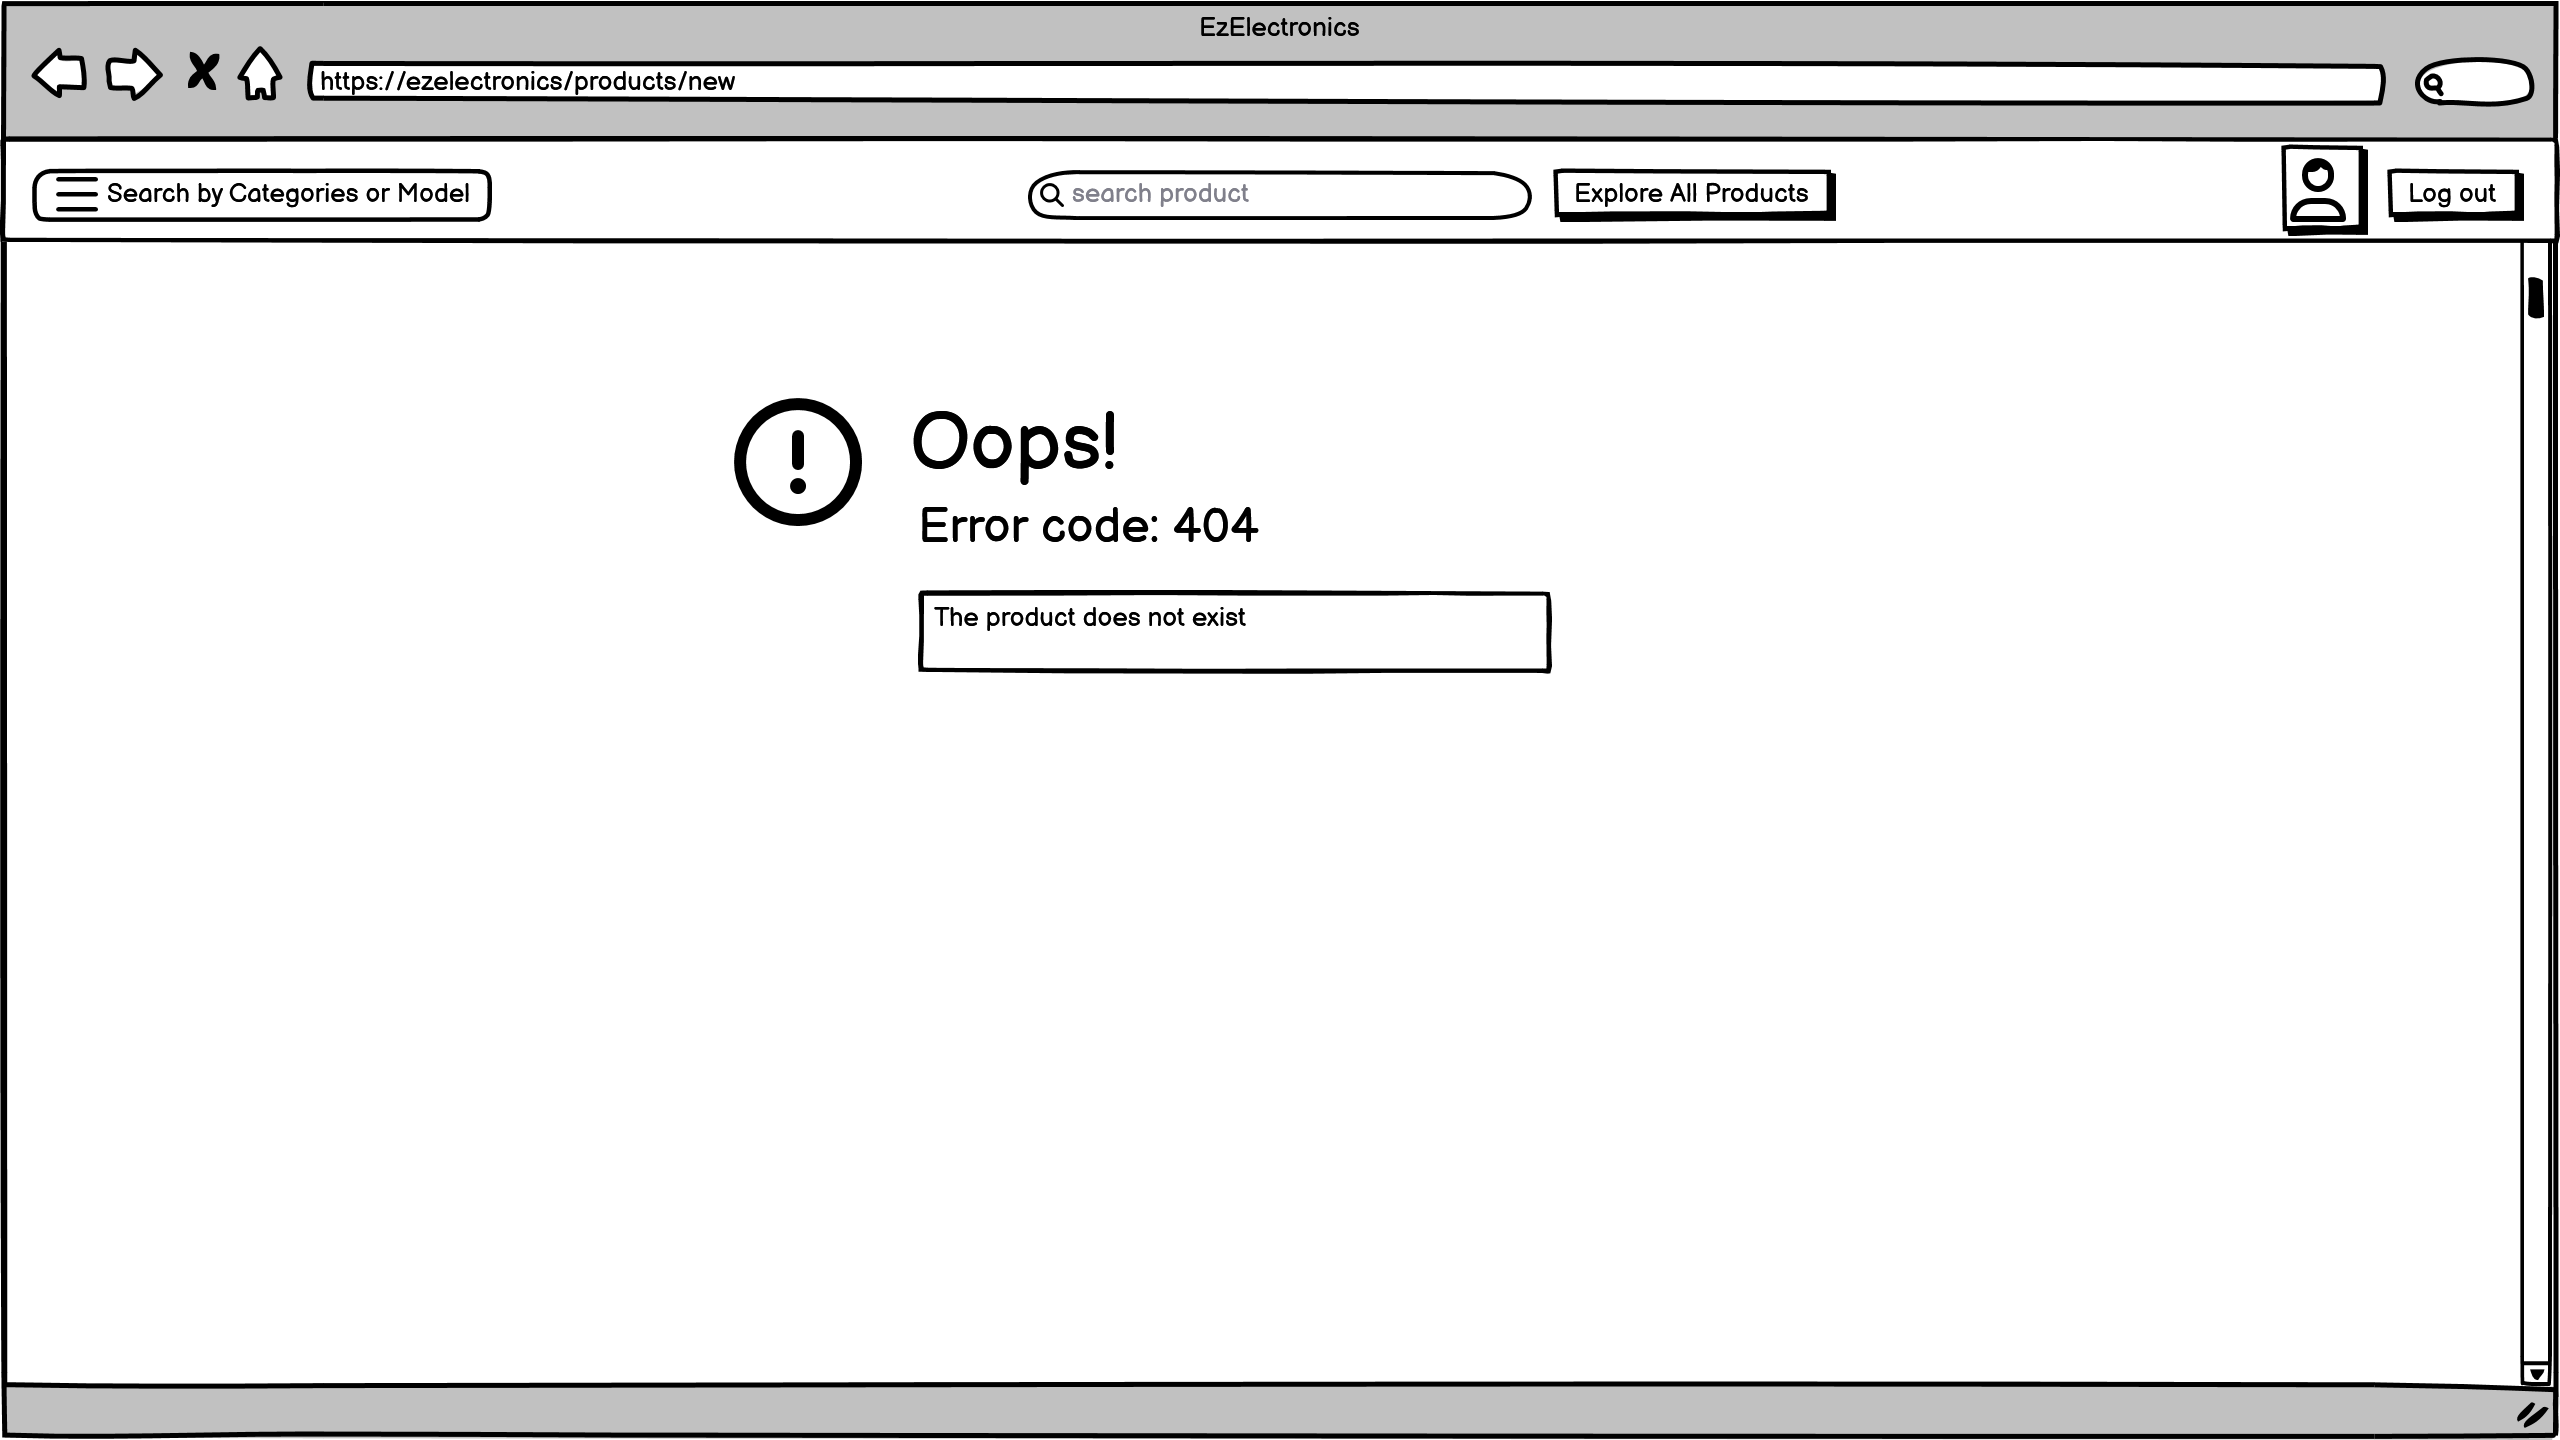 EzElectronics
https://ezelectronics/products/new
Search by Categories or Model
search product
Explore All Products
Log out
Oops!
Error code: 404
The product does not exist